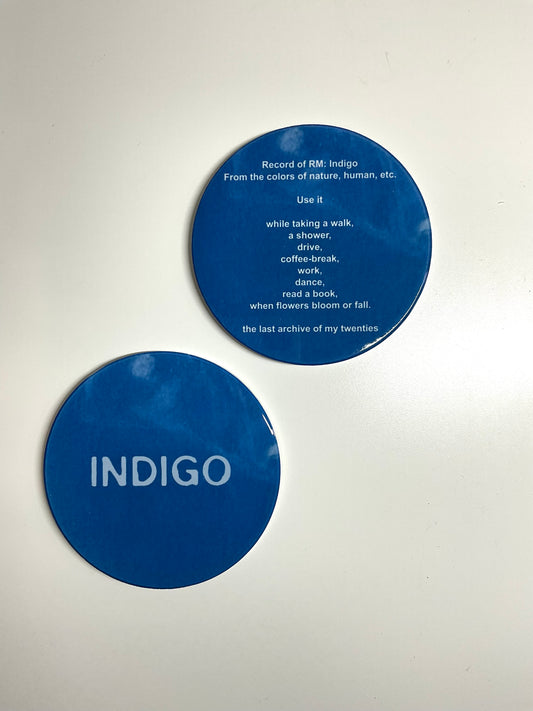 Record of RM: Indigo
From the colors of nature, human, etc.
Use it
while taking a walk,
a shower,
drive,
coffee-break,
work,
dance,
read a book,
when flowers bloom or fall.
the last archive of my twenties
INDIGO